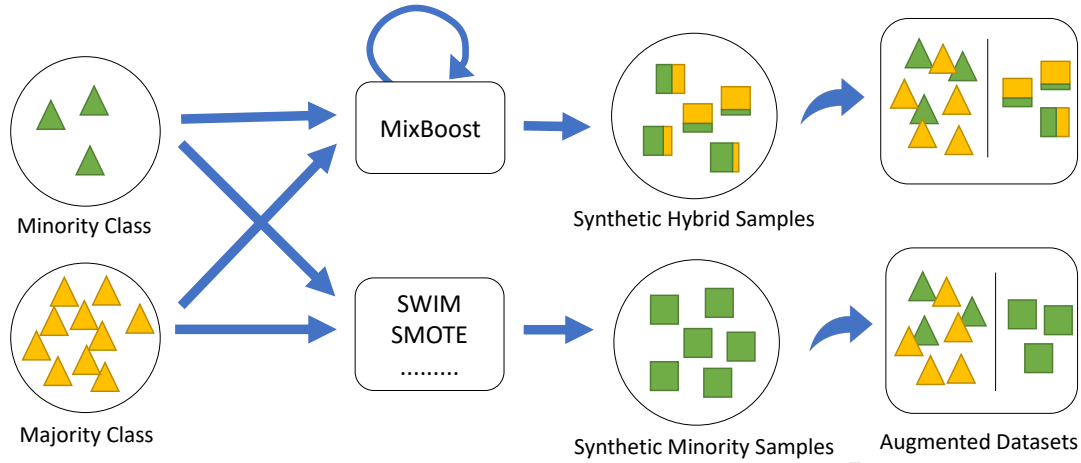 MixBoost
Minority Class
Synthetic Hybrid Samples
SWIM
SMOTE
.........
Majority Class
Synthetic Minority Samples
Augmented Datasets